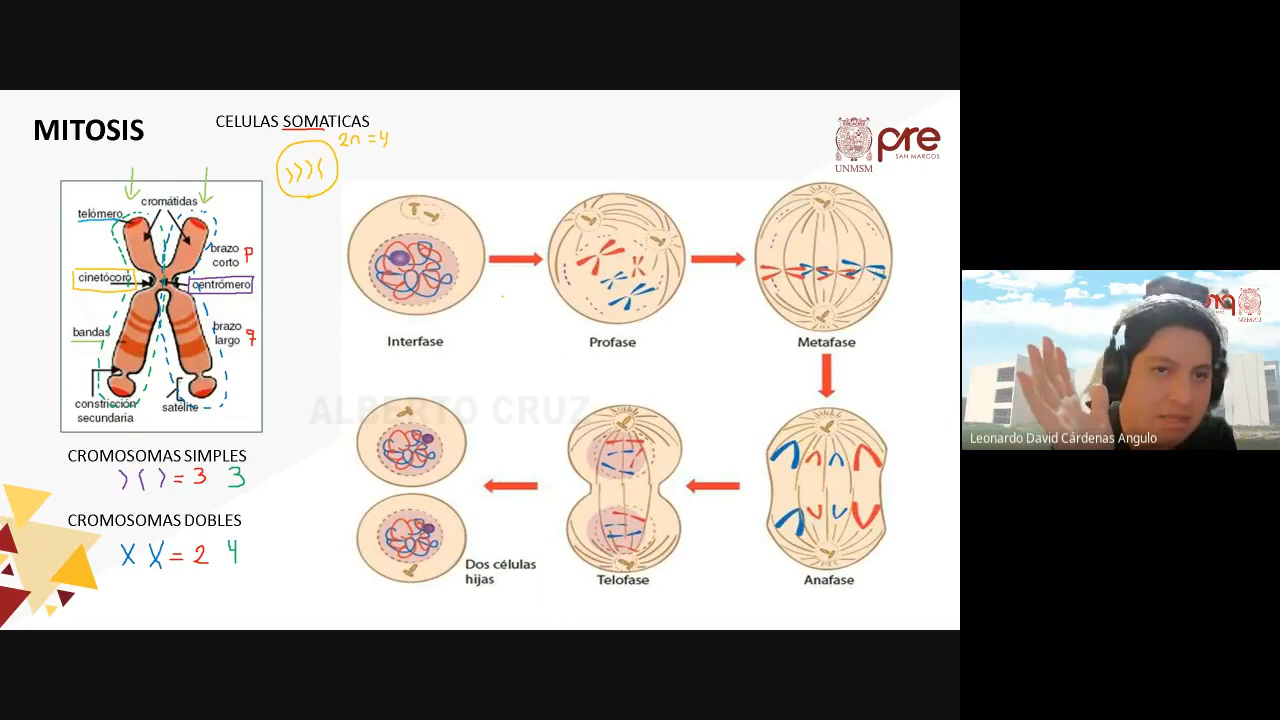 MITOSIS
CELULAS SOMATICAS
2n = 4
pre
SAN MARCOS
UNMSM
cromátidas
telómero
brazo
corto p
cinetócoro
centrómero
bandas
brazo
largo q
constricción
secundaria
satélite
CROMOSOMAS SIMPLES
= 3 3
CROMOSOMAS DOBLES
X X = 2 4
Interfase
Profase
Metafase
ALBERTO CRUZ
Dos células
hijas
Telofase
Anafase
Leonardo David Cárdenas Angulo